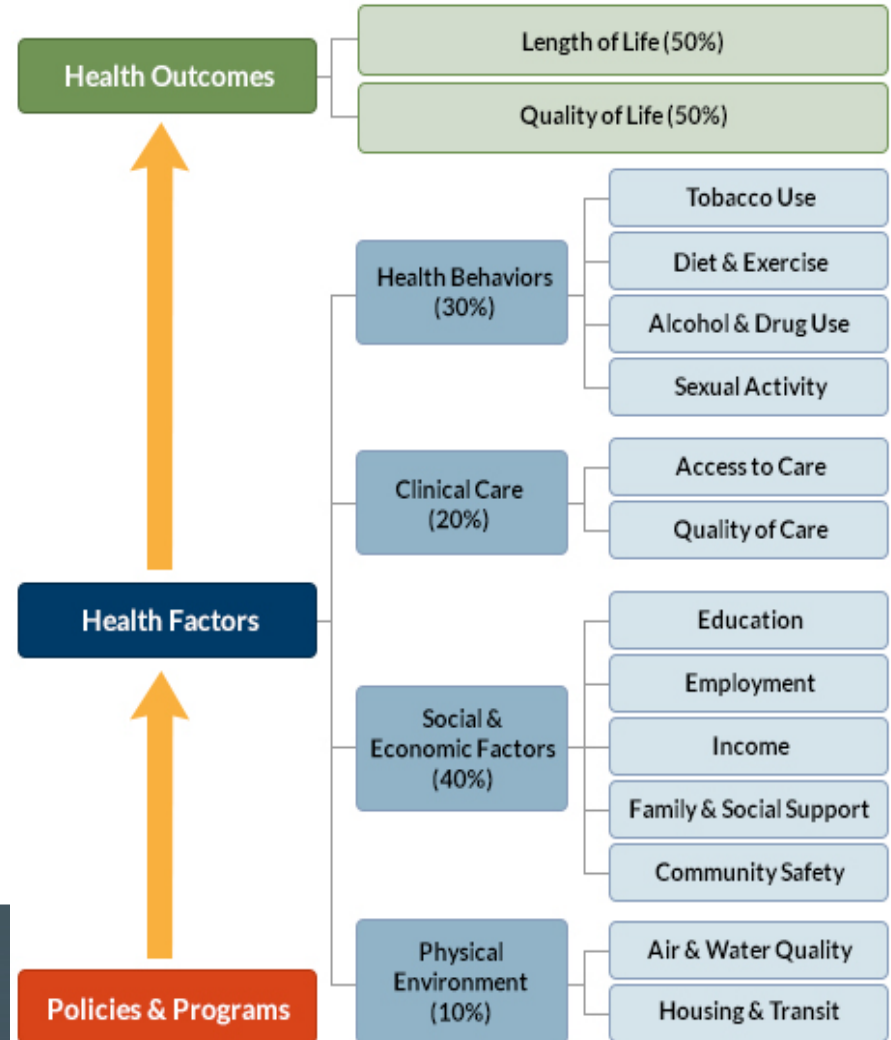 Health Outcomes
Length of Life (50%)
Quality of Life (50%)
Health Factors
Health Behaviors
(30%)
Tobacco Use
Diet & Exercise
Alcohol & Drug Use
Sexual Activity
Clinical Care
(20%)
Access to Care
Quality of Care
Social &
Economic Factors
(40%)
Education
Employment
Income
Family & Social Support
Community Safety
Physical
Environment
(10%)
Air & Water Quality
Housing & Transit
Policies & Programs